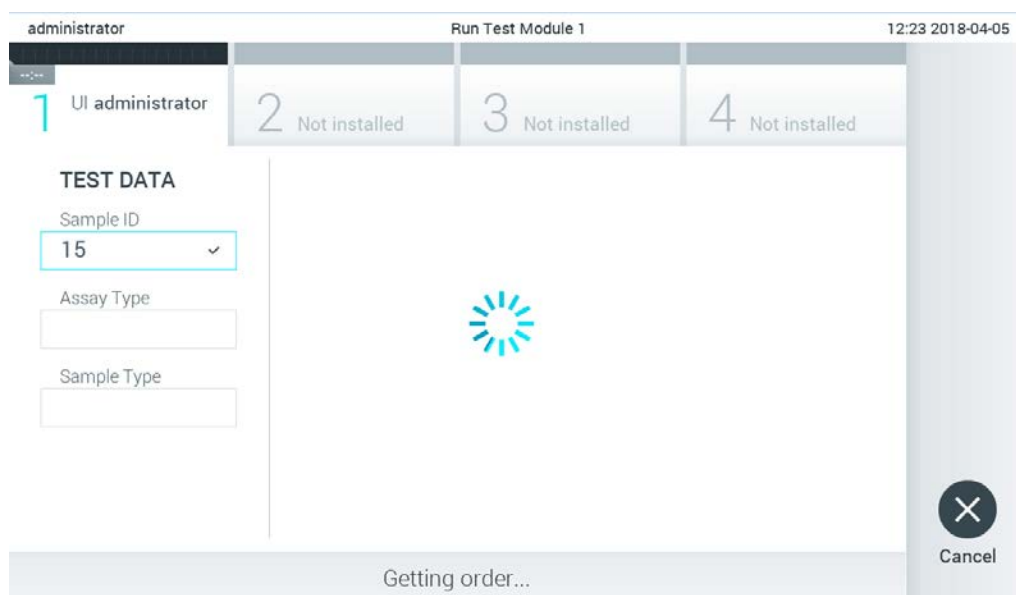 administrator Run Test Module 1 12:23 2018-04-05
--:--
1 UI administrator 2 Not installed 3 Not installed 4 Not installed
TEST DATA
Sample ID
15
Assay Type
Sample Type
Cancel
Getting order...